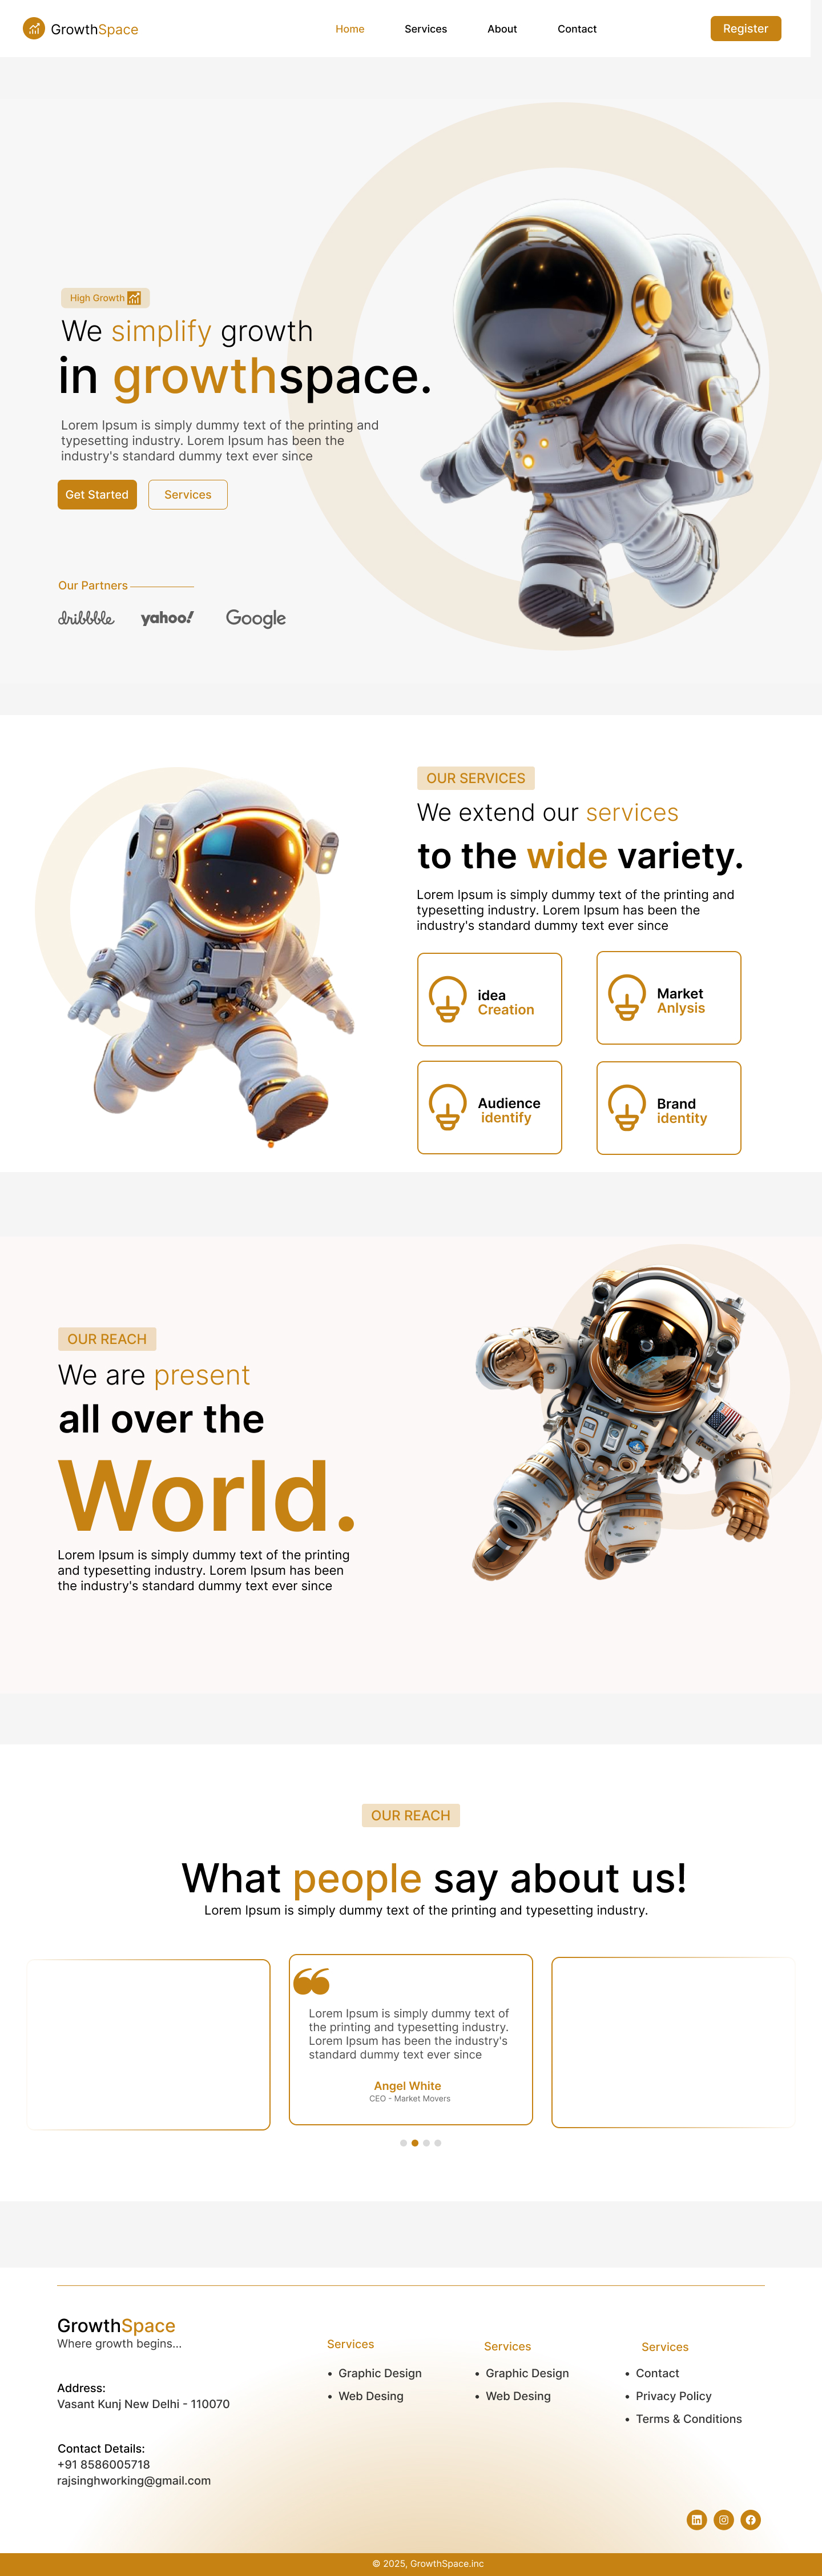 GrowthSpace
Home
Services
About
Contact
Register
High Growth
We simplify growth
in growthspace.
Lorem Ipsum is simply dummy text of the printing and
typesetting industry. Lorem Ipsum has been the
industry's standard dummy text ever since
Get Started
Services
Our Partners
dribbble
yahoo!
Google
OUR SERVICES
We extend our services
to the wide variety.
Lorem Ipsum is simply dummy text of the printing and
typesetting industry. Lorem Ipsum has been the
industry's standard dummy text ever since
idea
Creation
Market
Anlysis
Audience
identify
Brand
identity
OUR REACH
We are present
all over the
World.
Lorem Ipsum is simply dummy text of the printing
and typesetting industry. Lorem Ipsum has been
the industry's standard dummy text ever since
OUR REACH
What people say about us!
Lorem Ipsum is simply dummy text of the printing and typesetting industry.
Lorem Ipsum is simply dummy text of
the printing and typesetting industry.
Lorem Ipsum has been the industry's
standard dummy text ever since
Angel White
CEO - Market Movers
GrowthSpace
Where growth begins...
Address:
Vasant Kunj New Delhi - 110070
Contact Details:
+91 8586005718
rajsinghworking@gmail.com
Services
• Graphic Design
• Web Desing
Services
• Graphic Design
• Web Desing
Services
• Contact
• Privacy Policy
• Terms & Conditions
© 2025, GrowthSpace.inc